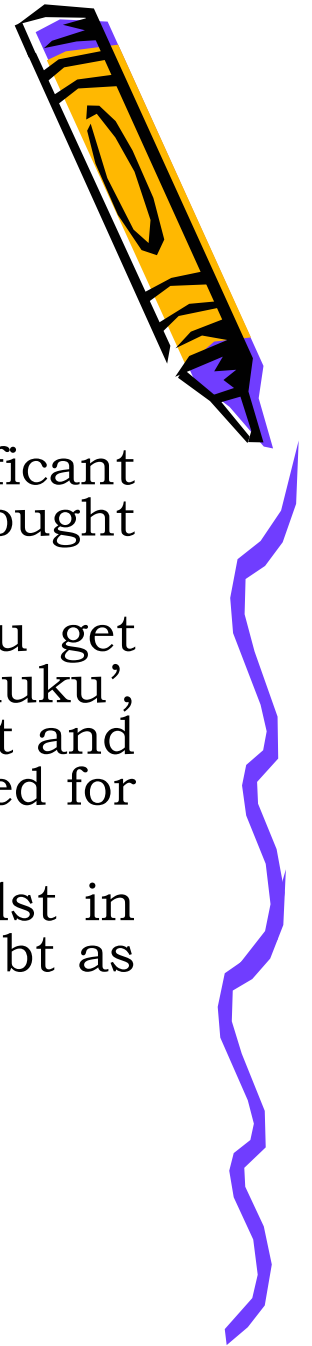 ficant
ought
u get
uku’,
t and
ed for
lst in
bt as